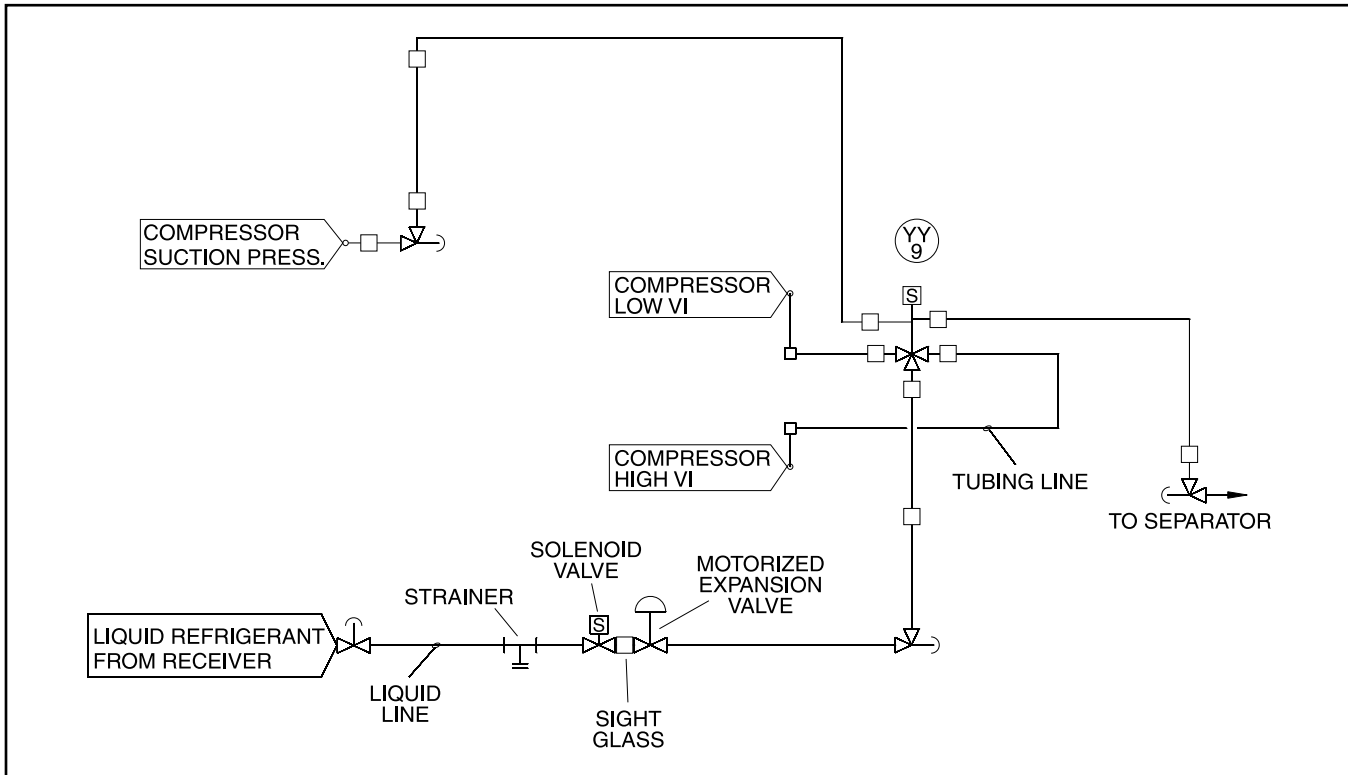 COMPRESSOR
SUCTION PRESS.
YY
9
COMPRESSOR
LOW VI
S
COMPRESSOR
HIGH VI
TUBING LINE
TO SEPARATOR
SOLENOID
VALVE
MOTORIZED
EXPANSION
VALVE
STRAINER
S
LIQUID REFRIGERANT
FROM RECEIVER
LIQUID
LINE
SIGHT
GLASS